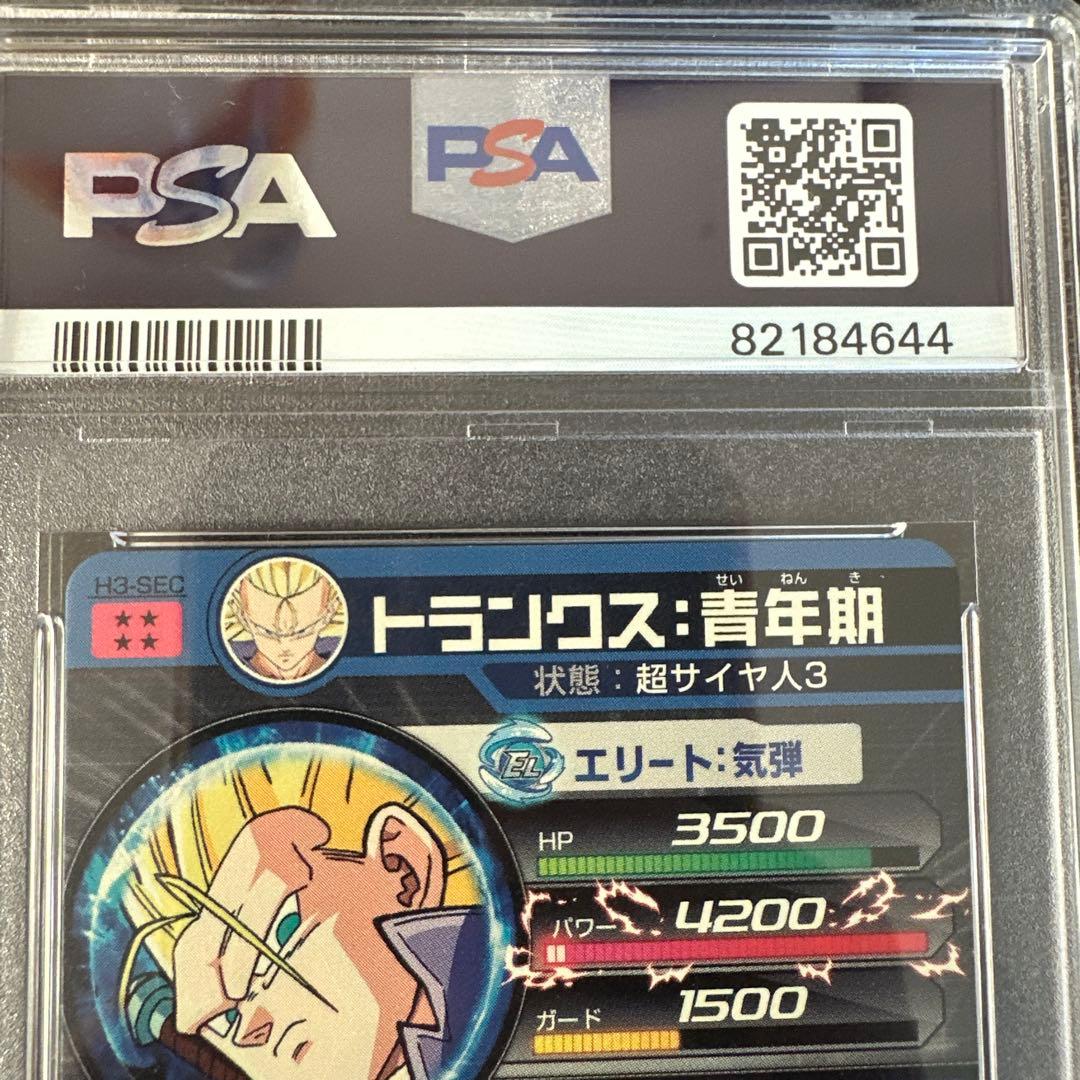 PSA
PSA
82184644
H3-SEC
せい ねん き
トランクス:青年期
状態:超サイヤ人3
EL エリート:気弾
HP 3500
パワー 4200
ガード 1500